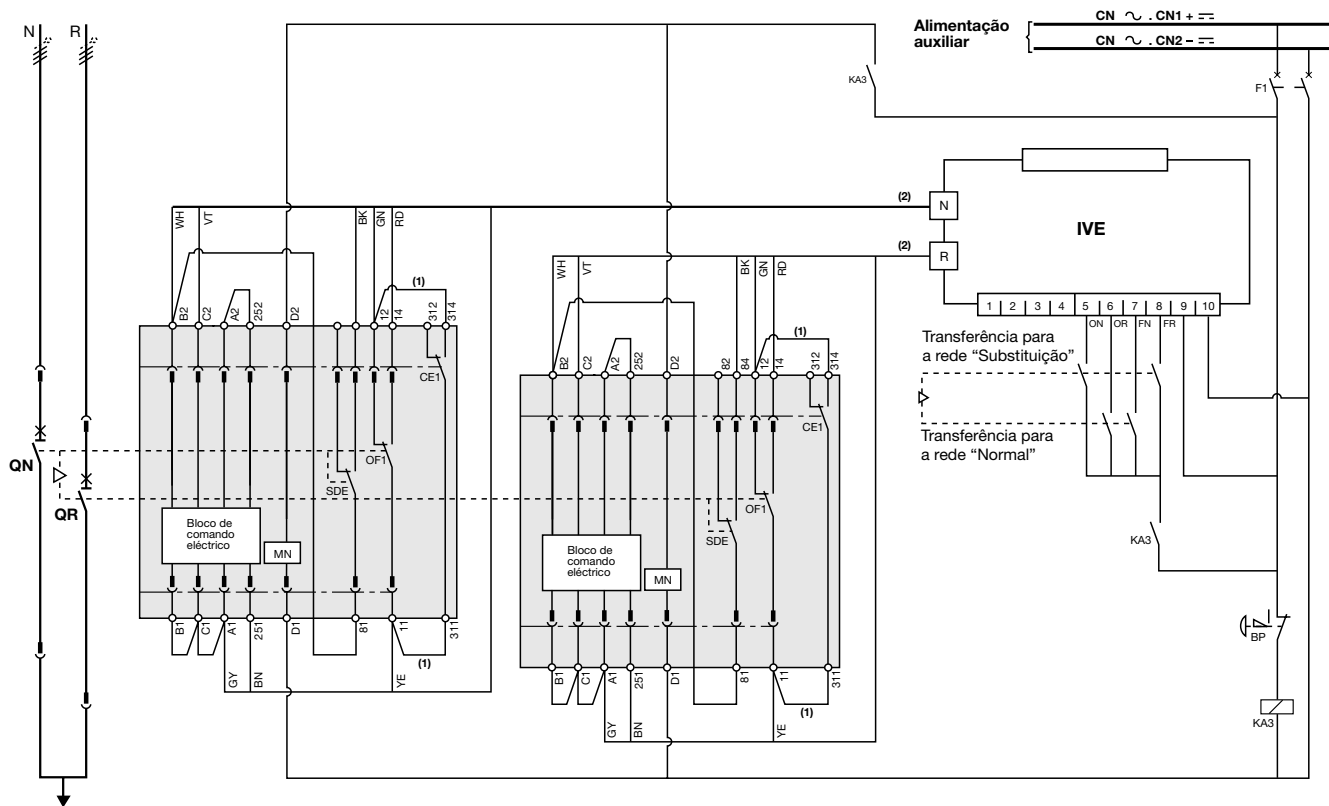 N
R
Alimentação
auxiliar
CN ∿ . CN1 + ⎓
CN ∿ . CN2 – ⎓
KA3
F1
(2)
N
(2)
R
IVE
1 2 3 4 5 6 7 8 9 10
ON OR FN FR
Transferência para
a rede “Substituição”
Transferência para
a rede “Normal”
WH VT BK GN RD
(1)
B2 C2 A2 252 D2 12 14 312 314
CE1
OF1
SDE
Bloco de
comando
eléctrico
MN
B1 C1 A1 251 D1 81 11 311
(1)
GY BN YE
WH VT BK GN RD
(1)
B2 C2 A2 252 D2 82 84 12 14 312 314
CE1
OF1
SDE
Bloco de
comando
eléctrico
MN
B1 C1 A1 251 D1 81 11 311
(1)
GY BN YE
QN
QR
KA3
BP
KA3